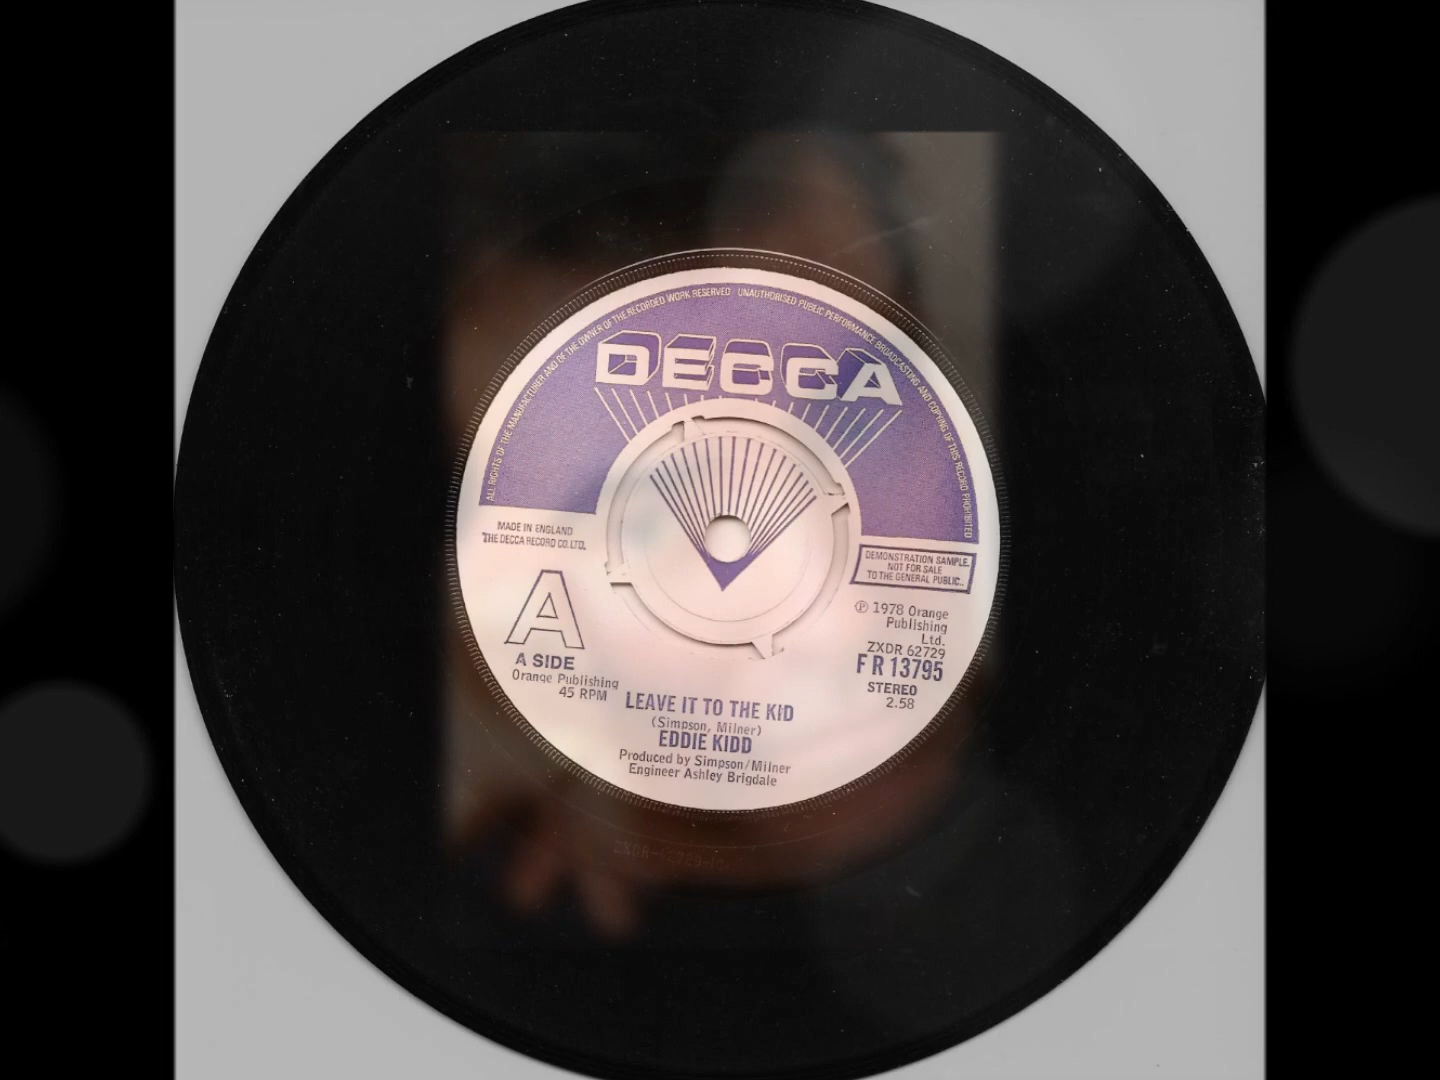 ALL RIGHTS OF THE MANUFACTURER AND OF THE OWNER OF THE RECORDED WORK RESERVED · UNAUTHORISED PUBLIC PERFORMANCE BROADCASTING AND COPYING OF THIS RECORD PROHIBITED
DECCA
MADE IN ENGLAND
THE DECCA RECORD CO. LTD.
DEMONSTRATION SAMPLE.
NOT FOR SALE
TO THE GENERAL PUBLIC..
A
A SIDE
Orange Publishing
45 RPM
℗ 1978 Orange
Publishing
Ltd.
ZXDR 62729
F R 13795
STEREO
2.58
LEAVE IT TO THE KID
(Simpson, Milner)
EDDIE KIDD
Produced by Simpson/Milner
Engineer Ashley Brigdale